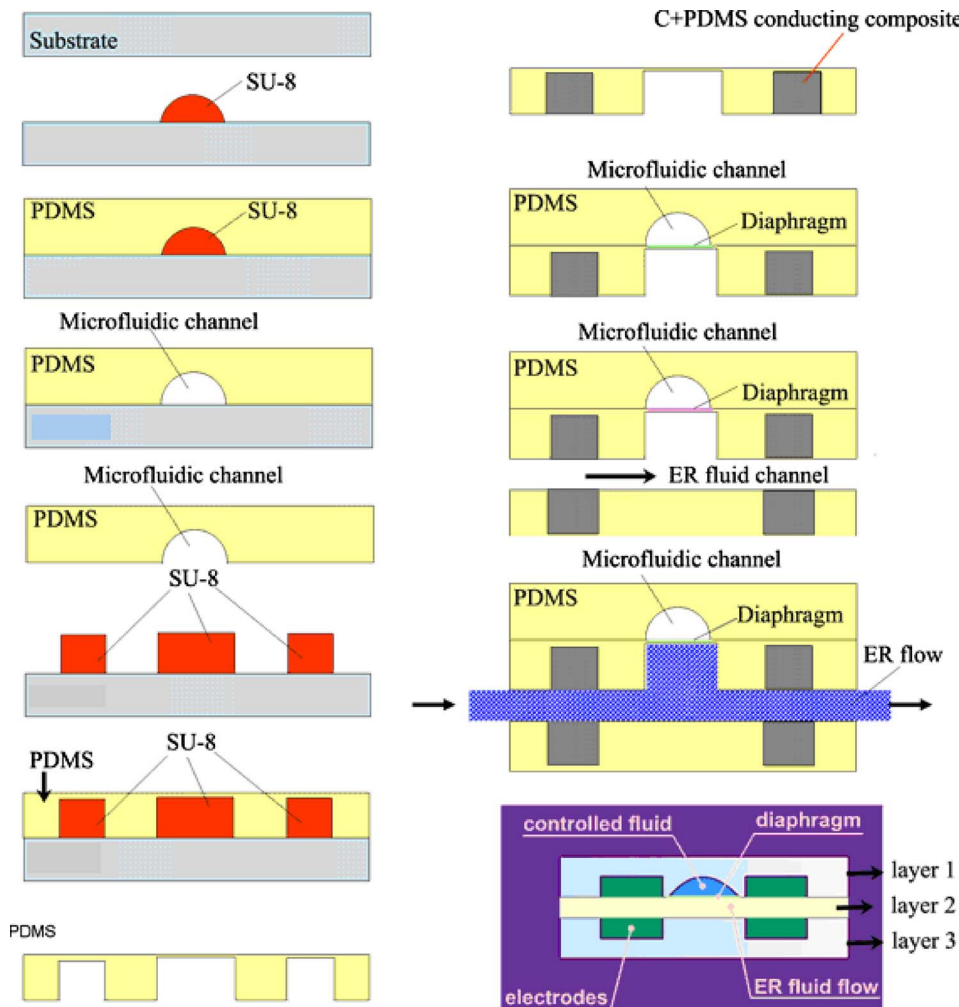 Substrate
SU-8
PDMS
SU-8
Microfluidic channel
PDMS
Microfluidic channel
PDMS
SU-8
PDMS
SU-8
PDMS
C+PDMS conducting composite
Microfluidic channel
PDMS
Diaphragm
Microfluidic channel
PDMS
Diaphragm
ER fluid channel
Microfluidic channel
PDMS
Diaphragm
ER flow
controlled fluid
diaphragm
layer 1
layer 2
layer 3
electrodes
ER fluid flow